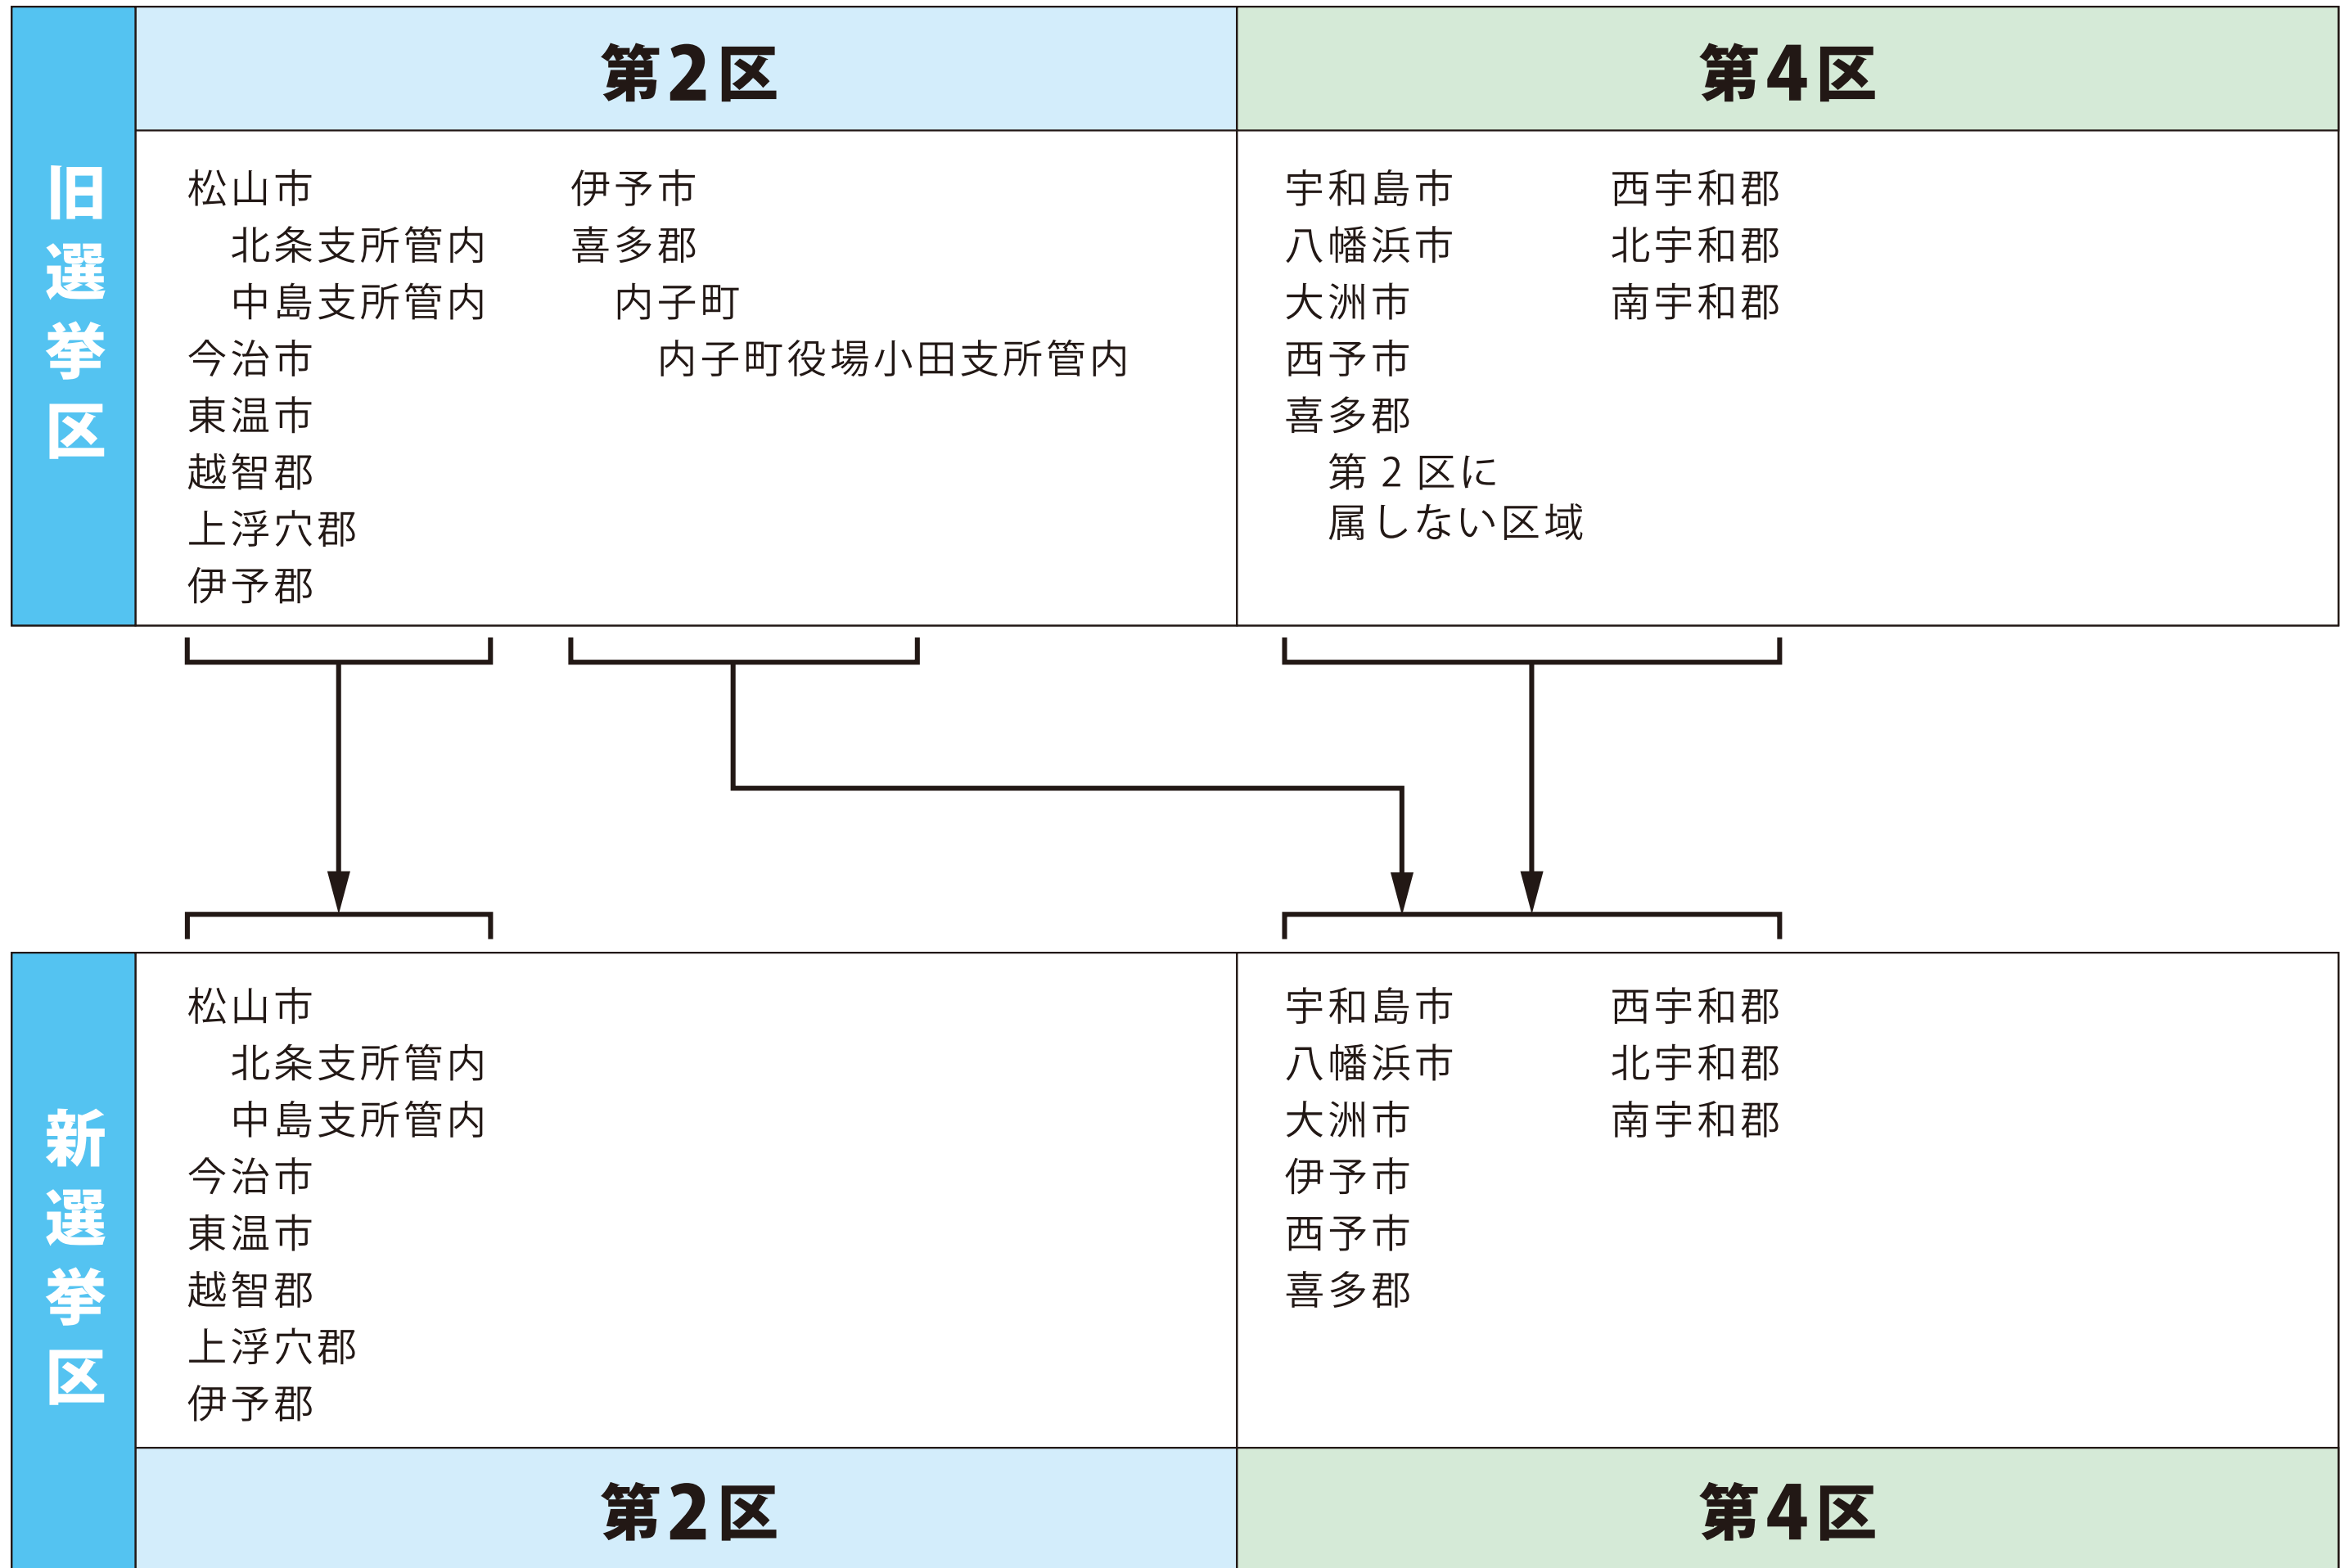 旧選挙区
第2区
松山市
北条支所管内
中島支所管内
今治市
東温市
越智郡
上浮穴郡
伊予郡
伊予市
喜多郡
内子町
内子町役場小田支所管内
第4区
宇和島市
八幡浜市
大洲市
西予市
喜多郡
第2区に
属しない区域
西宇和郡
北宇和郡
南宇和郡
新選挙区
松山市
北条支所管内
中島支所管内
今治市
東温市
越智郡
上浮穴郡
伊予郡
第2区
宇和島市
八幡浜市
大洲市
伊予市
西予市
喜多郡
西宇和郡
北宇和郡
南宇和郡
第4区